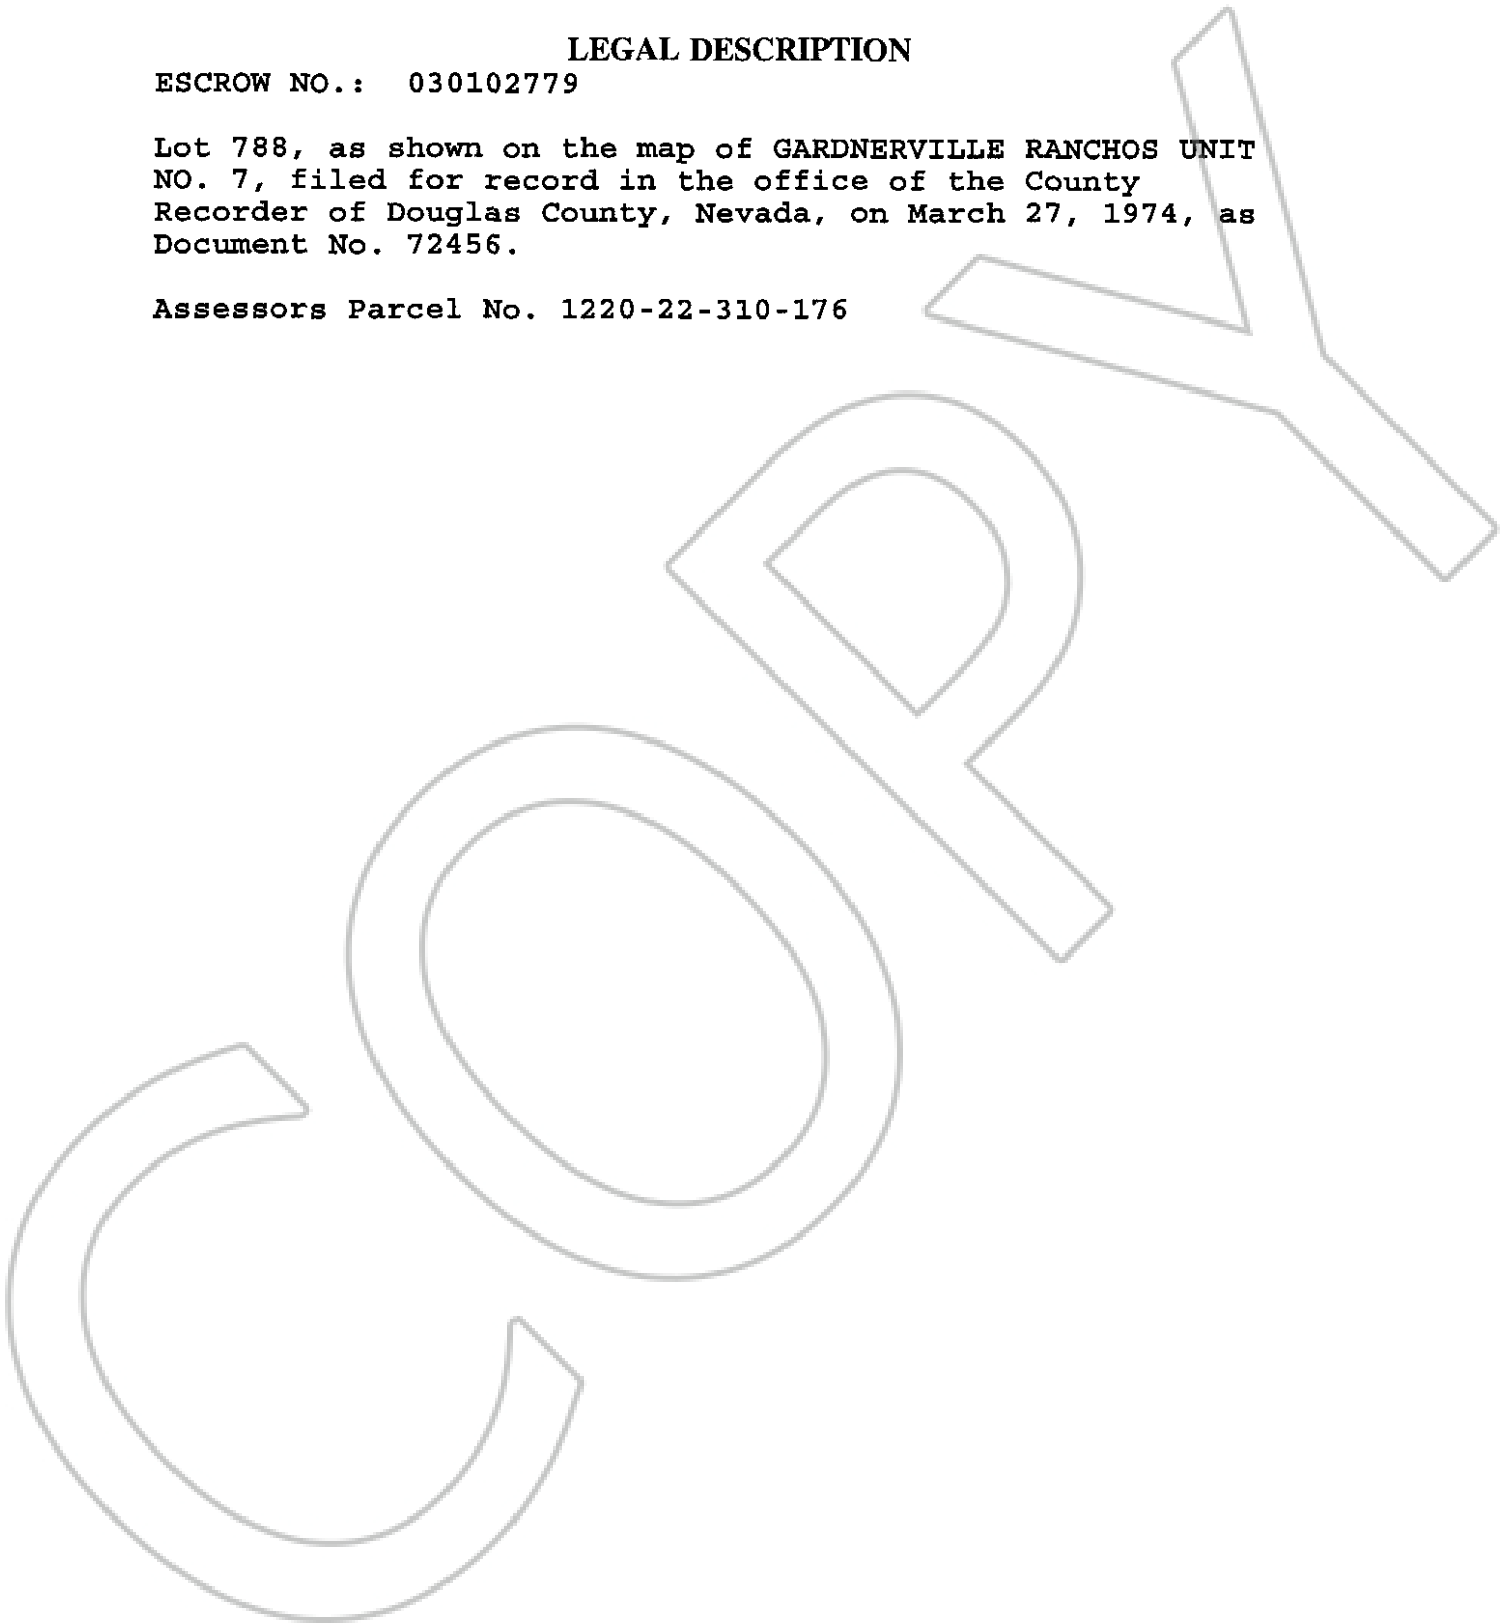 LEGAL DESCRIPTION
ESCROW NO.: 030102779
Lot 788, as shown on the map of GARDNERVILLE RANCHOS UNIT
NO. 7, filed for record in the office of the County
Recorder of Douglas County, Nevada, on March 27, 1974, as
Document No. 72456.
Assessors Parcel No. 1220-22-310-176
COPY